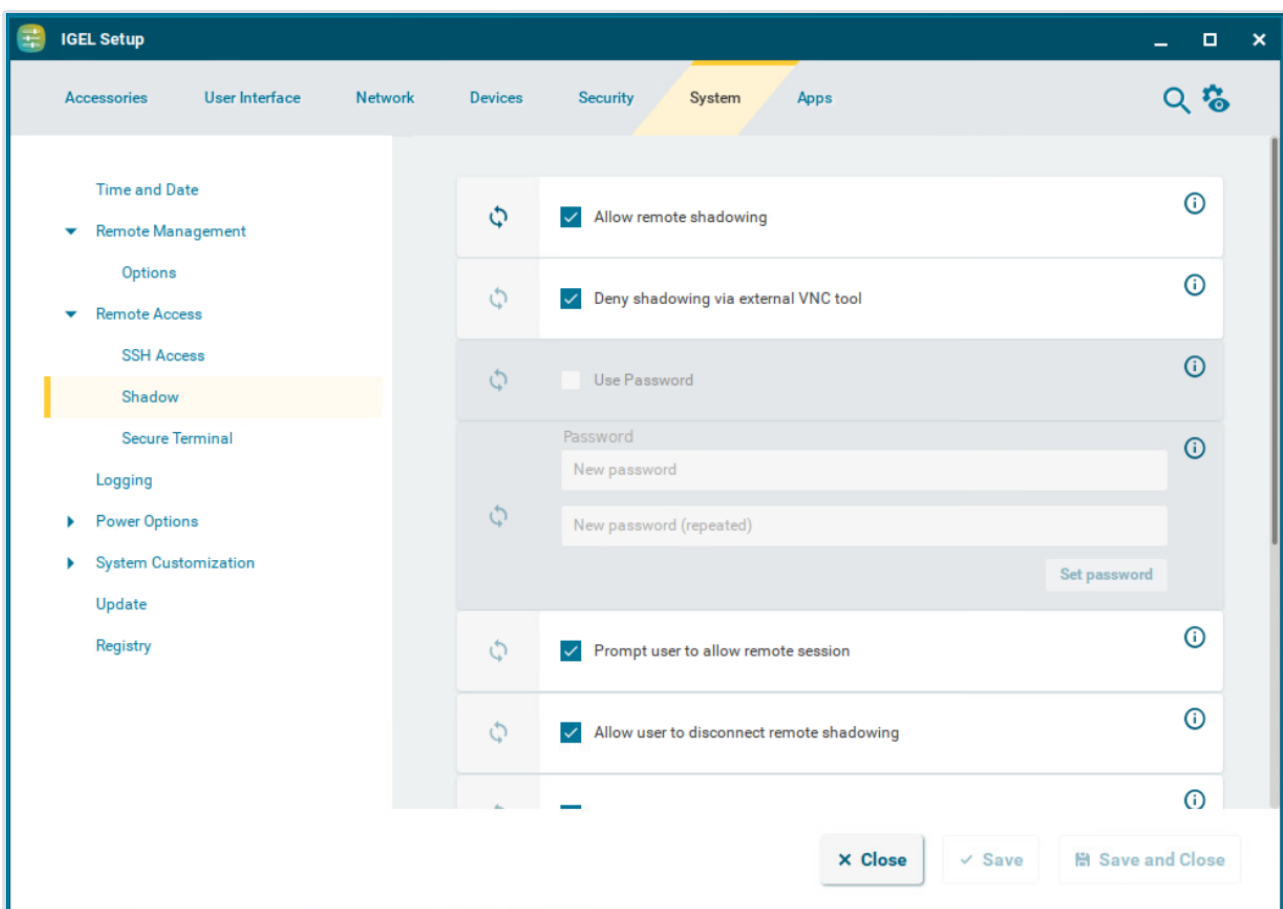 IGEL Setup
Accessories User Interface Network Devices Security System Apps
Time and Date
Remote Management
Options
Remote Access
SSH Access
Shadow
Secure Terminal
Logging
Power Options
System Customization
Update
Registry
Allow remote shadowing
Deny shadowing via external VNC tool
Use Password
Password
New password
New password (repeated)
Set password
Prompt user to allow remote session
Allow user to disconnect remote shadowing
Close Save Save and Close